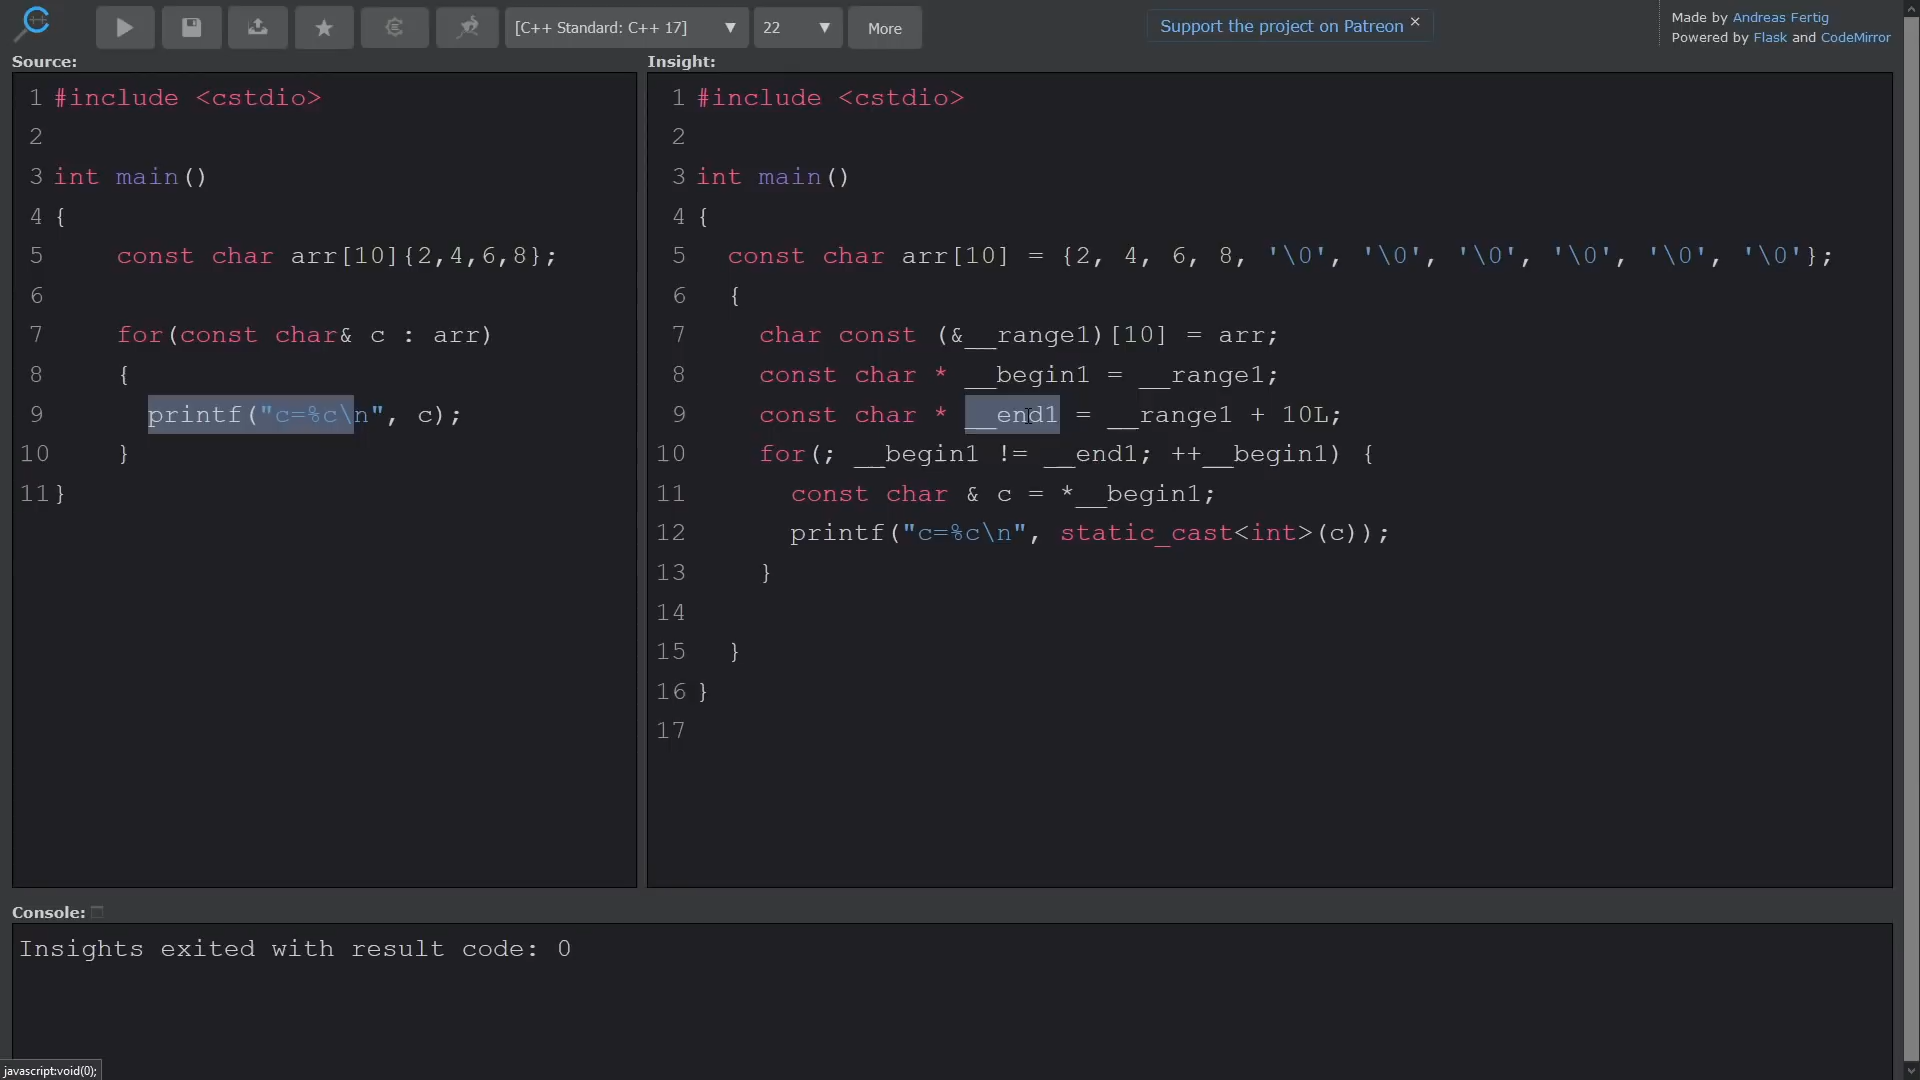 [C++ Standard: C++ 17] ▼ 22 ▼ More
Support the project on Patreon ×
Made by Andreas Fertig
Powered by Flask and CodeMirror
Source:
1 #include <cstdio>
2
3 int main()
4 {
5     const char arr[10]{2,4,6,8};
6
7     for(const char& c : arr)
8     {
9       printf("c=%c\n", c);
10     }
11 }
Insight:
1 #include <cstdio>
2
3 int main()
4 {
5   const char arr[10] = {2, 4, 6, 8, '\0', '\0', '\0', '\0', '\0', '\0'};
6   {
7     char const (&__range1)[10] = arr;
8     const char * __begin1 = __range1;
9     const char * __end1 = __range1 + 10L;
10     for(; __begin1 != __end1; ++__begin1) {
11       const char & c = *__begin1;
12       printf("c=%c\n", static_cast<int>(c));
13     }
14
15   }
16 }
17
Console:
Insights exited with result code: 0
javascript:void(0);